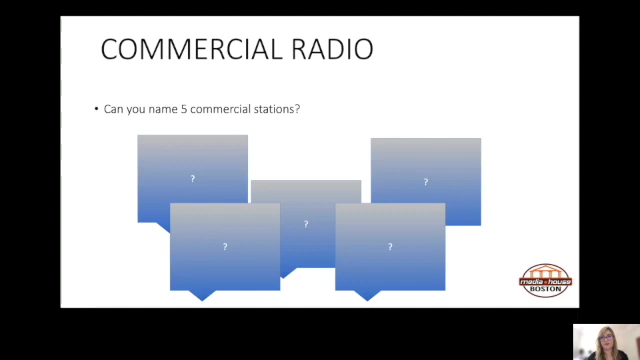 COMMERCIAL RADIO
• Can you name 5 commercial stations?
?
?
?
?
?
media house
BOSTON